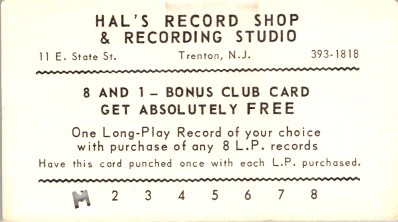 HAL'S RECORD SHOP
& RECORDING STUDIO
11 E. State St. Trenton, N.J. 393-1818
8 AND 1 - BONUS CLUB CARD
GET ABSOLUTELY FREE
One Long-Play Record of your choice
with purchase of any 8 L.P. records
Have this card punched once with each L.P. purchased.
2 3 4 5 6 7 8